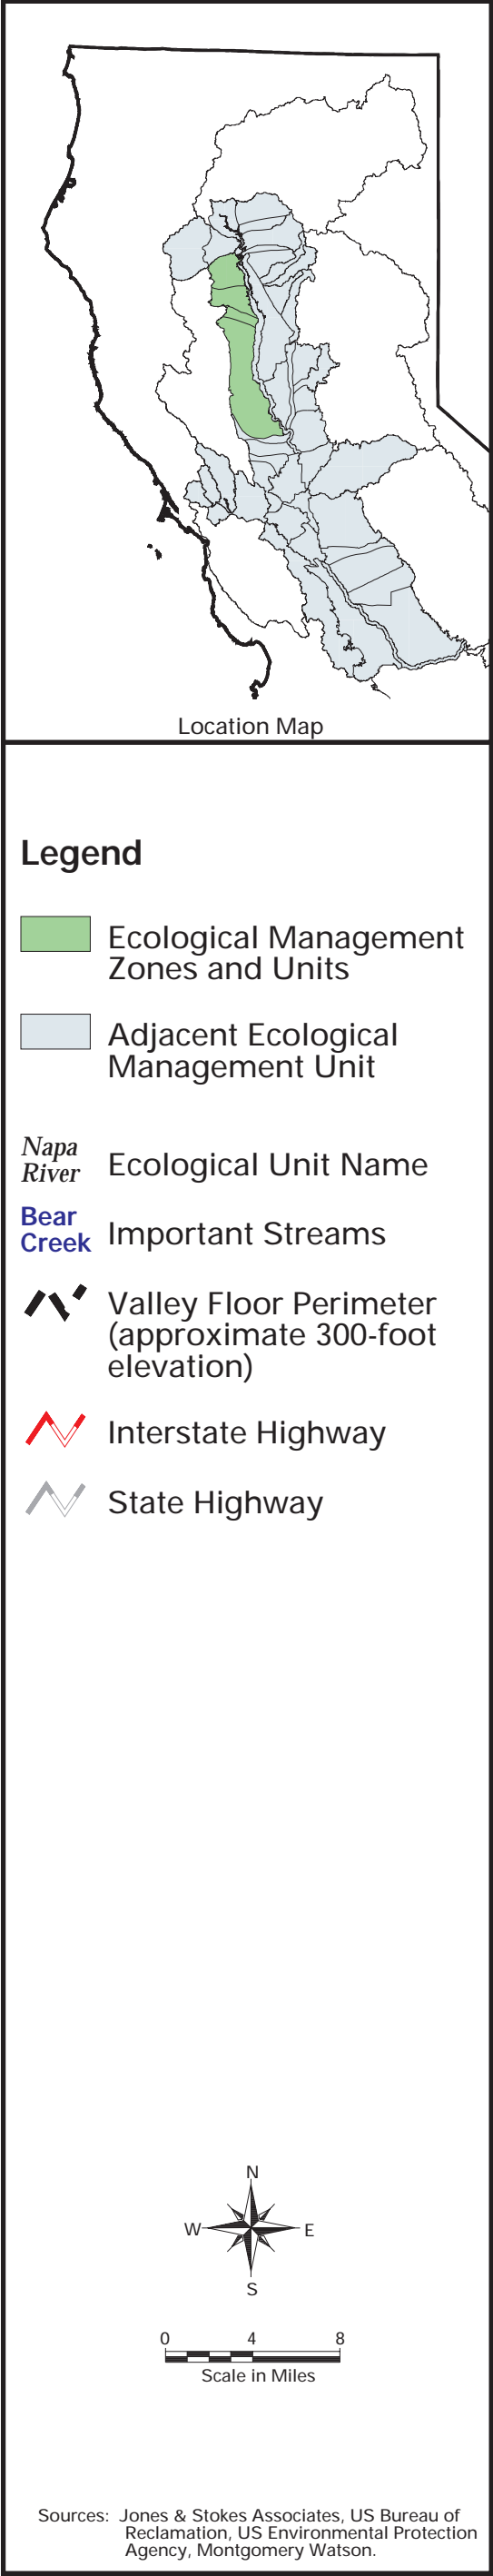 Location Map
Legend
Ecological Management
Zones and Units
Adjacent Ecological
Management Unit
Napa
River
Ecological Unit Name
Bear
Creek
Important Streams
Valley Floor Perimeter
(approximate 300-foot
elevation)
Interstate Highway
State Highway
N
W
E
S
0 4 8
Scale in Miles
Sources: Jones & Stokes Associates, US Bureau of
Reclamation, US Environmental Protection
Agency, Montgomery Watson.